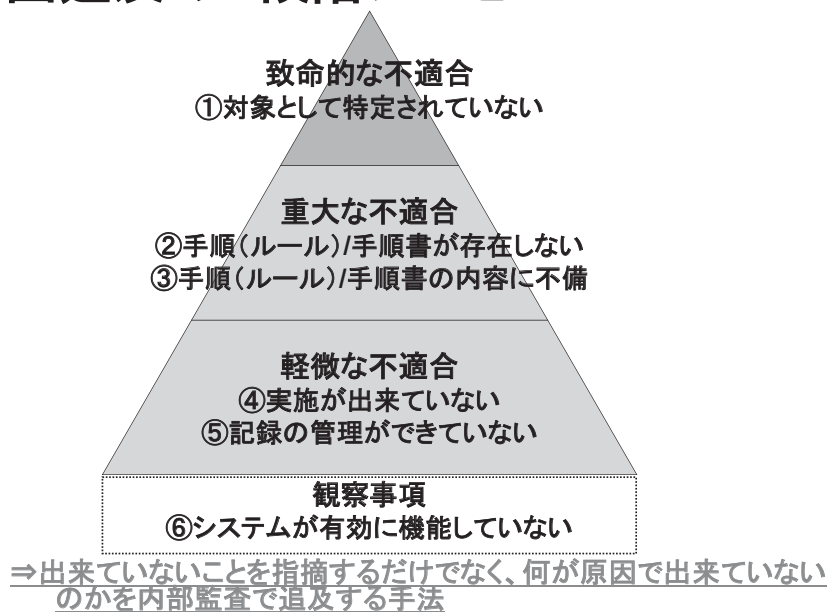 致命的な不適合
①対象として特定されていない
重大な不適合
②手順（ルール）/手順書が存在しない
③手順（ルール）/手順書の内容に不備
軽微な不適合
④実施が出来ていない
⑤記録の管理ができていない
観察事項
⑥システムが有効に機能していない
⇒出来ていないことを指摘するだけでなく、何が原因で出来ていない
のかを内部監査で追及する手法